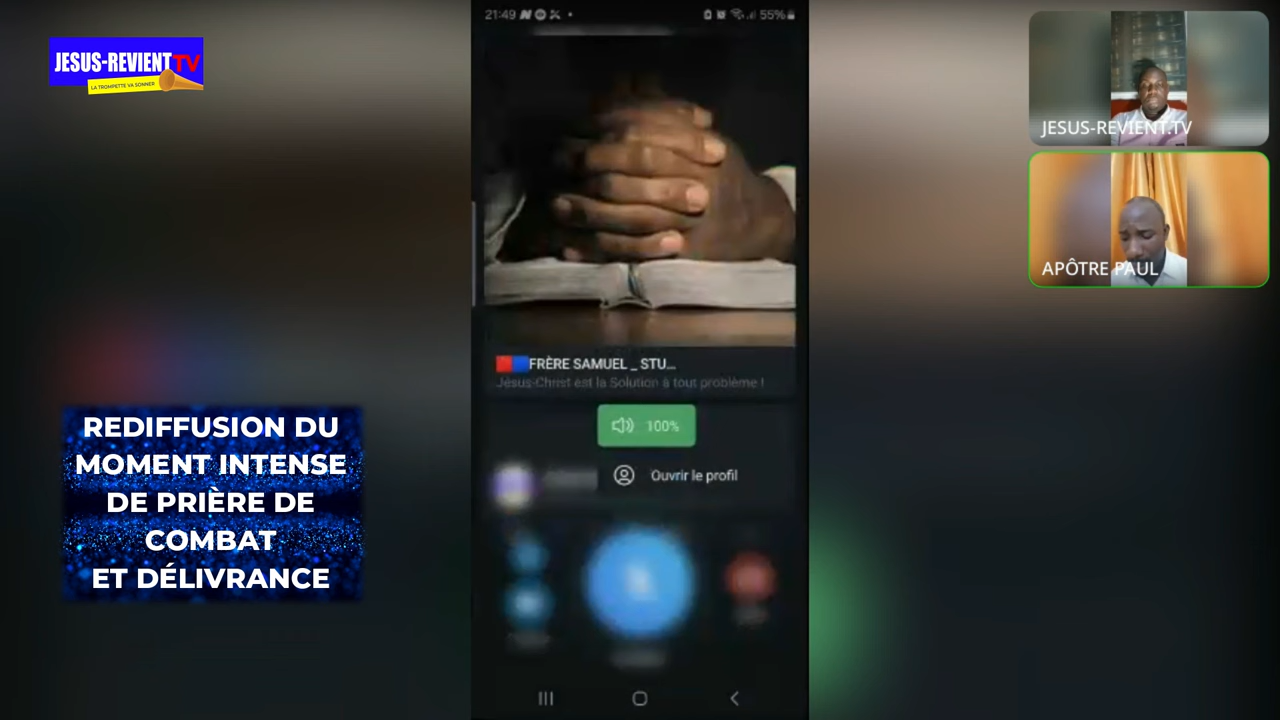 JESUS-REVIENT TV
LA TROMPETTE VA SONNER
21:49
55%
JESUS-REVIENT.TV
APÔTRE PAUL
FRÈRE SAMUEL _ STU...
Jésus-Christ est la Solution à tout problème !
100%
Ouvrir le profil
REDIFFUSION DU
MOMENT INTENSE
DE PRIÈRE DE
COMBAT
ET DÉLIVRANCE